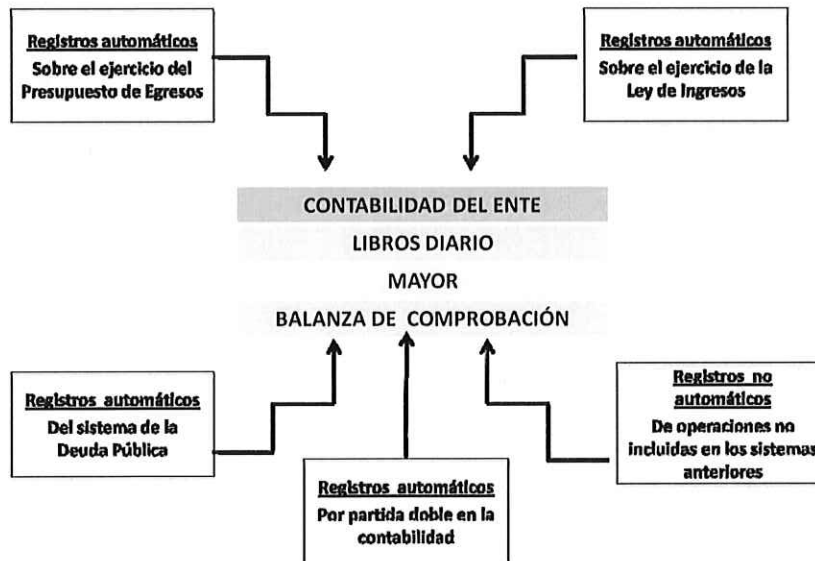 Registros automáticos
Sobre el ejercicio del
Presupuesto de Egresos
Registros automáticos
Sobre el ejercicio de la
Ley de Ingresos
CONTABILIDAD DEL ENTE
LIBROS DIARIO
MAYOR
BALANZA DE COMPROBACIÓN
Registros automáticos
Del sistema de la
Deuda Pública
Registros automáticos
Por partida doble en la
contabilidad
Registros no
automáticos
De operaciones no
incluidas en los sistemas
anteriores